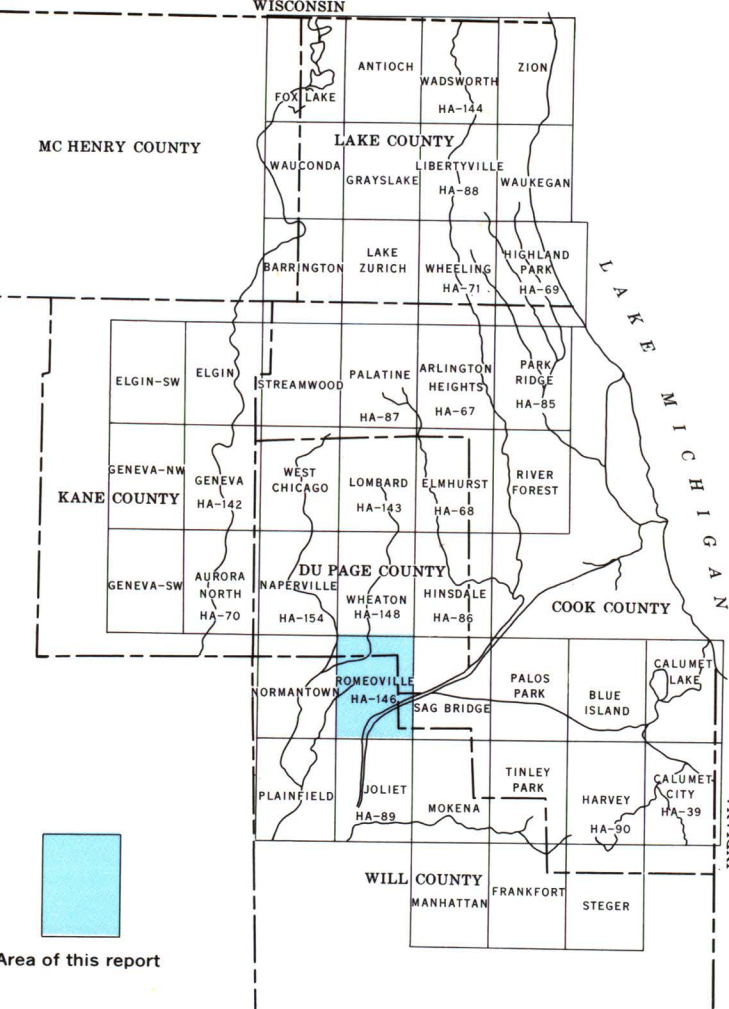 WISCONSIN
ANTIOCH
ZION
WADSWORTH
FOX LAKE
HA-144
MC HENRY COUNTY
LAKE COUNTY
WAUCONDA
LIBERTYVILLE
GRAYSLAKE
HA-88
WAUKEGAN
LAKE
ZURICH
HIGHLAND
PARK
BARRINGTON
WHEELING
HA-71
HA-69
LAKE MICHIGAN
ELGIN-SW
ELGIN
STREAMWOOD
PALATINE
HA-87
ARLINGTON
HEIGHTS
HA-67
PARK
RIDGE
HA-85
GENEVA-NW
GENEVA
HA-142
WEST
CHICAGO
LOMBARD
HA-143
ELMHURST
HA-68
RIVER
FOREST
KANE COUNTY
DU PAGE COUNTY
GENEVA-SW
AURORA
NORTH
HA-70
NAPERVILLE
HA-154
WHEATON
HA-148
HINSDALE
HA-86
COOK COUNTY
NORMANTOWN
ROMEOVILLE
HA-146
SAG BRIDGE
PALOS
PARK
BLUE
ISLAND
CALUMET
LAKE
PLAINFIELD
JOLIET
HA-89
MOKENA
TINLEY
PARK
HARVEY
HA-90
CALUMET
CITY
HA-39
WILL COUNTY
MANHATTAN
FRANKFORT
STEGER
Area of this report